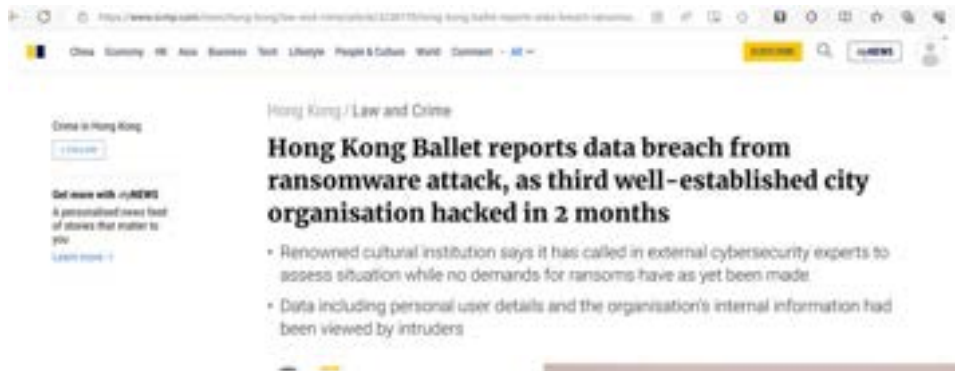 China Economy HK Asia Business Tech Lifestyle People & Culture World Comment All
SUBSCRIBE
myNEWS
Hong Kong / Law and Crime
Crime in Hong Kong
+ FOLLOW
Hong Kong Ballet reports data breach from
ransomware attack, as third well-established city
organisation hacked in 2 months
Get more with myNEWS
A personalised news feed
of stories that matter to
you
Learn more
• Renowned cultural institution says it has called in external cybersecurity experts to
assess situation while no demands for ransoms have as yet been made
• Data including personal user details and the organisation's internal information had
been viewed by intruders